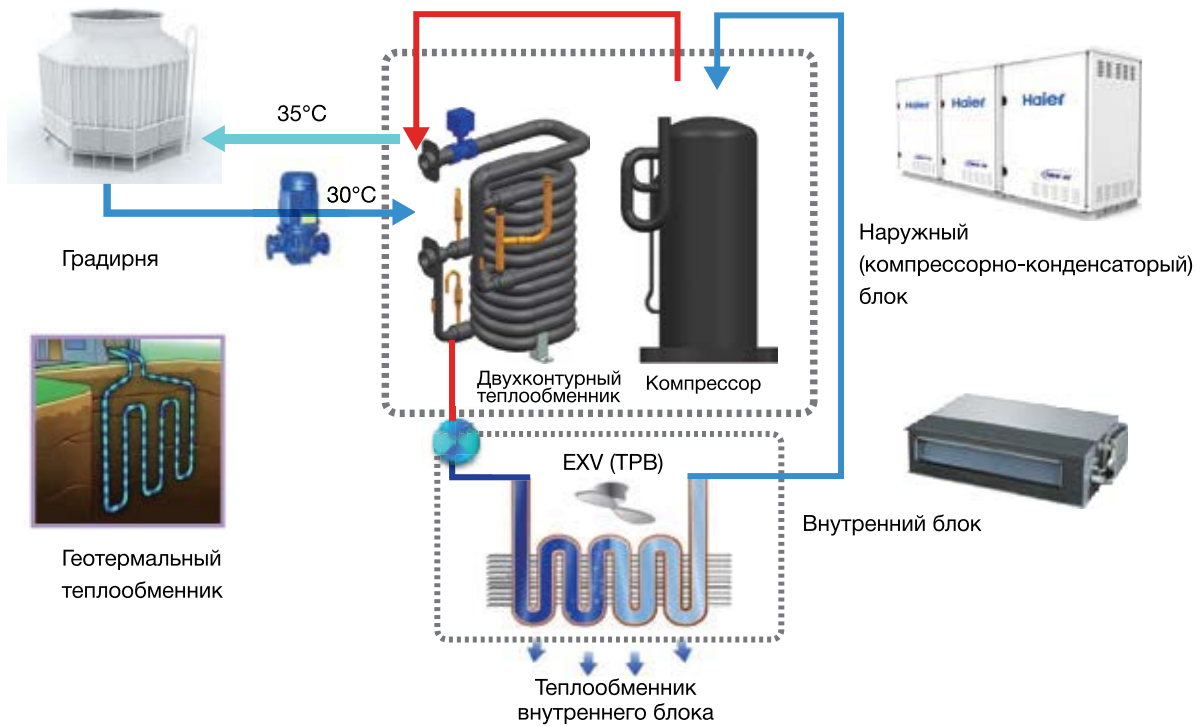 35°C
30°C
Градирня
Геотермальный
теплообменник
Двухконтурный
теплообменник
Компрессор
EXV (ТРВ)
Теплообменник
внутреннего блока
Haier
Haier
Haier
Наружный
(компрессорно-конденсаторый)
блок
Внутренний блок